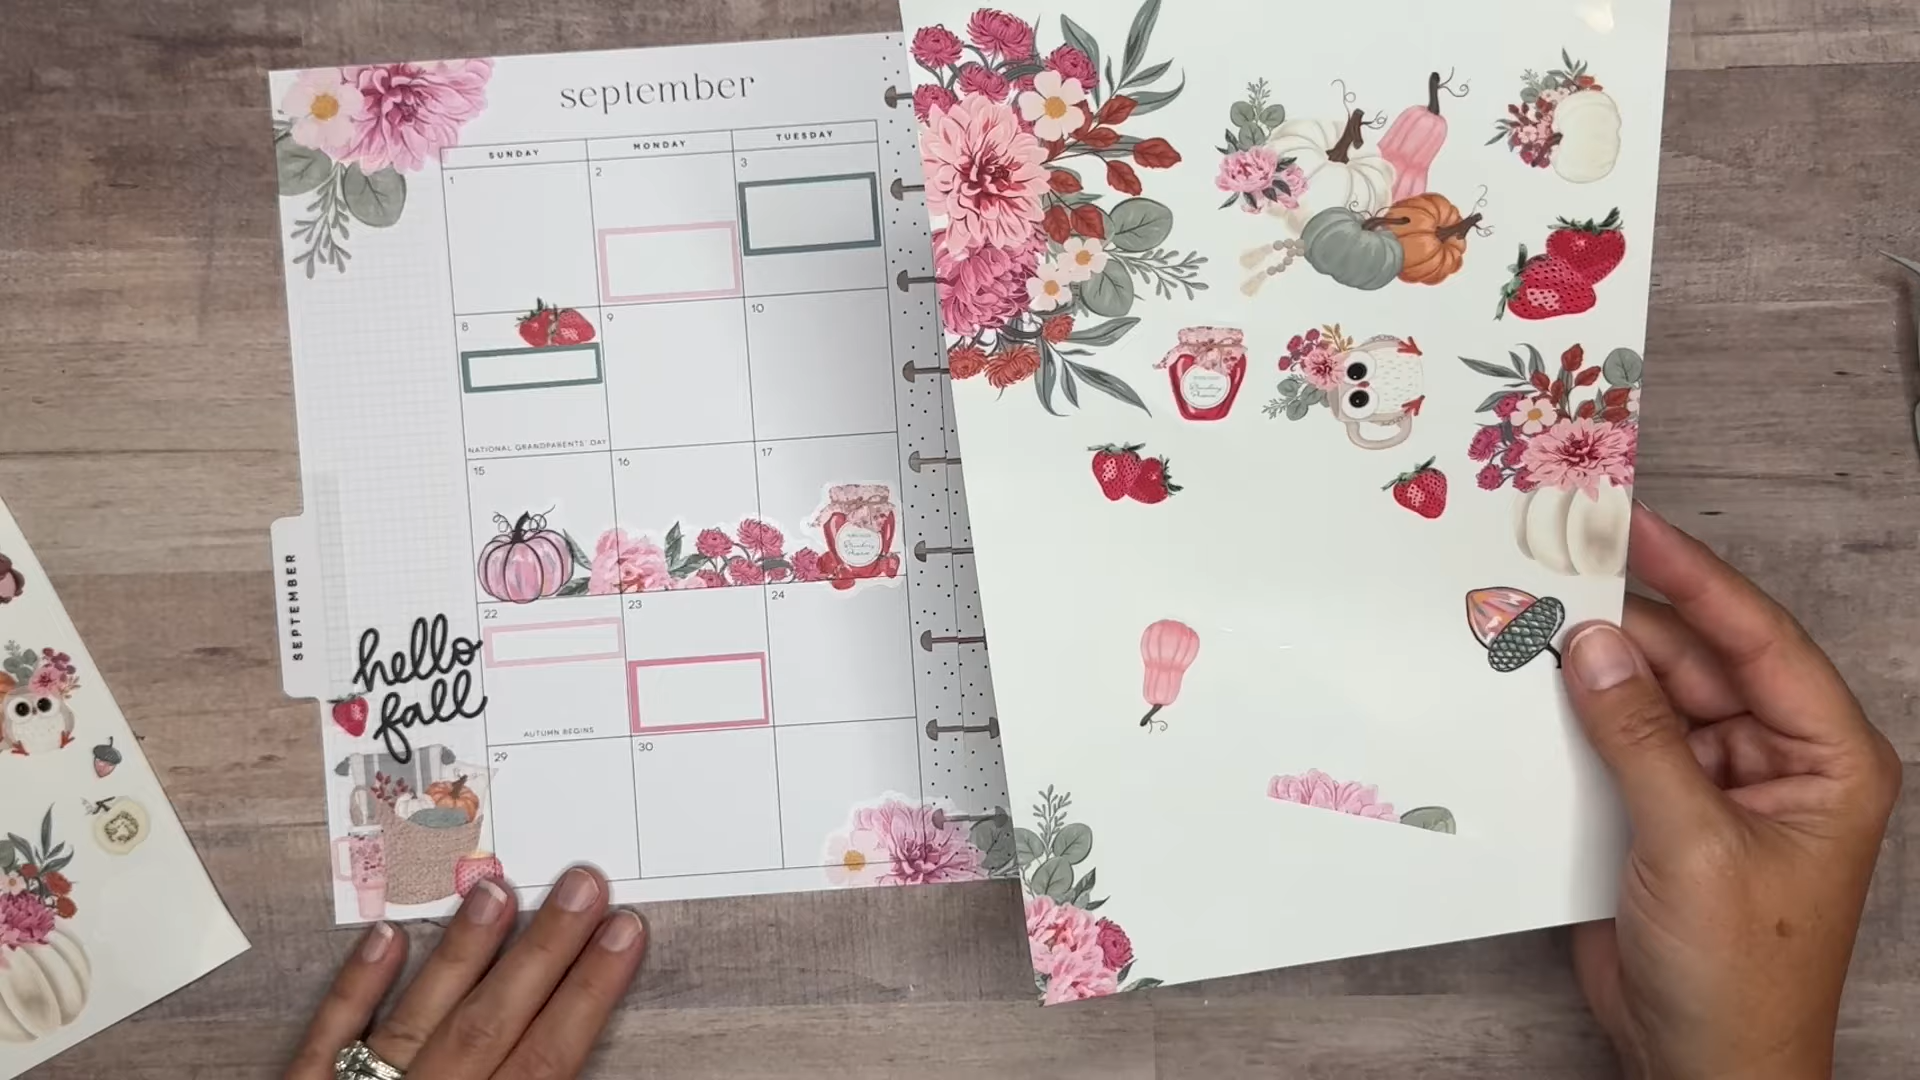 september
SUNDAY MONDAY TUESDAY
1 2 3
8 9 10
NATIONAL GRANDPARENTS' DAY
15 16 17
22 23 24
AUTUMN BEGINS
29 30
SEPTEMBER
hello
fall